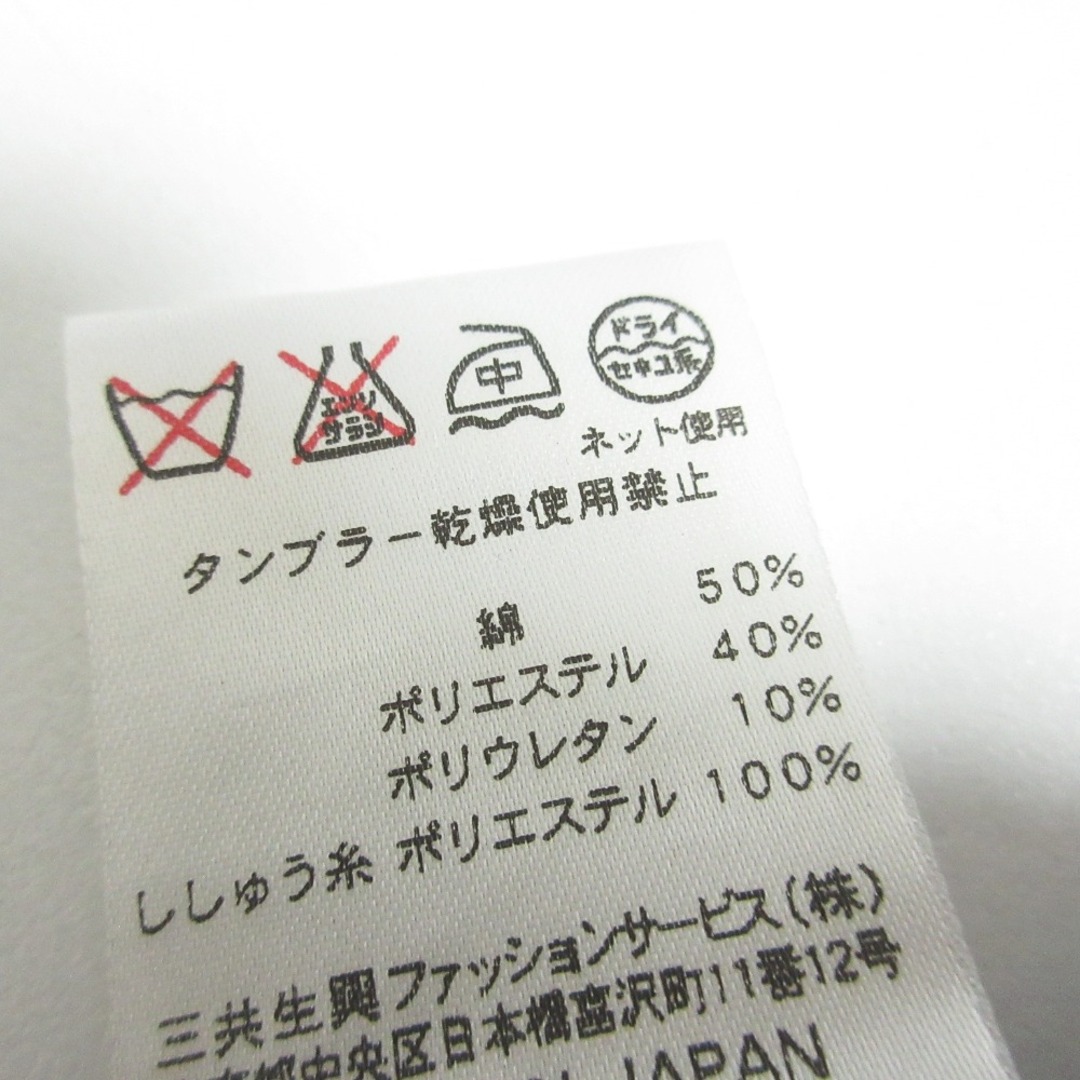 エンソ
サラシ
中
ドライ
セキユ系
ネット使用
タンブラー乾燥使用禁止
綿 50%
ポリエステル 40%
ポリウレタン 10%
ししゅう糸 ポリエステル 100%
三共生興ファッションサービス(株)
京都中央区日本橋富沢町11番12号
JAPAN